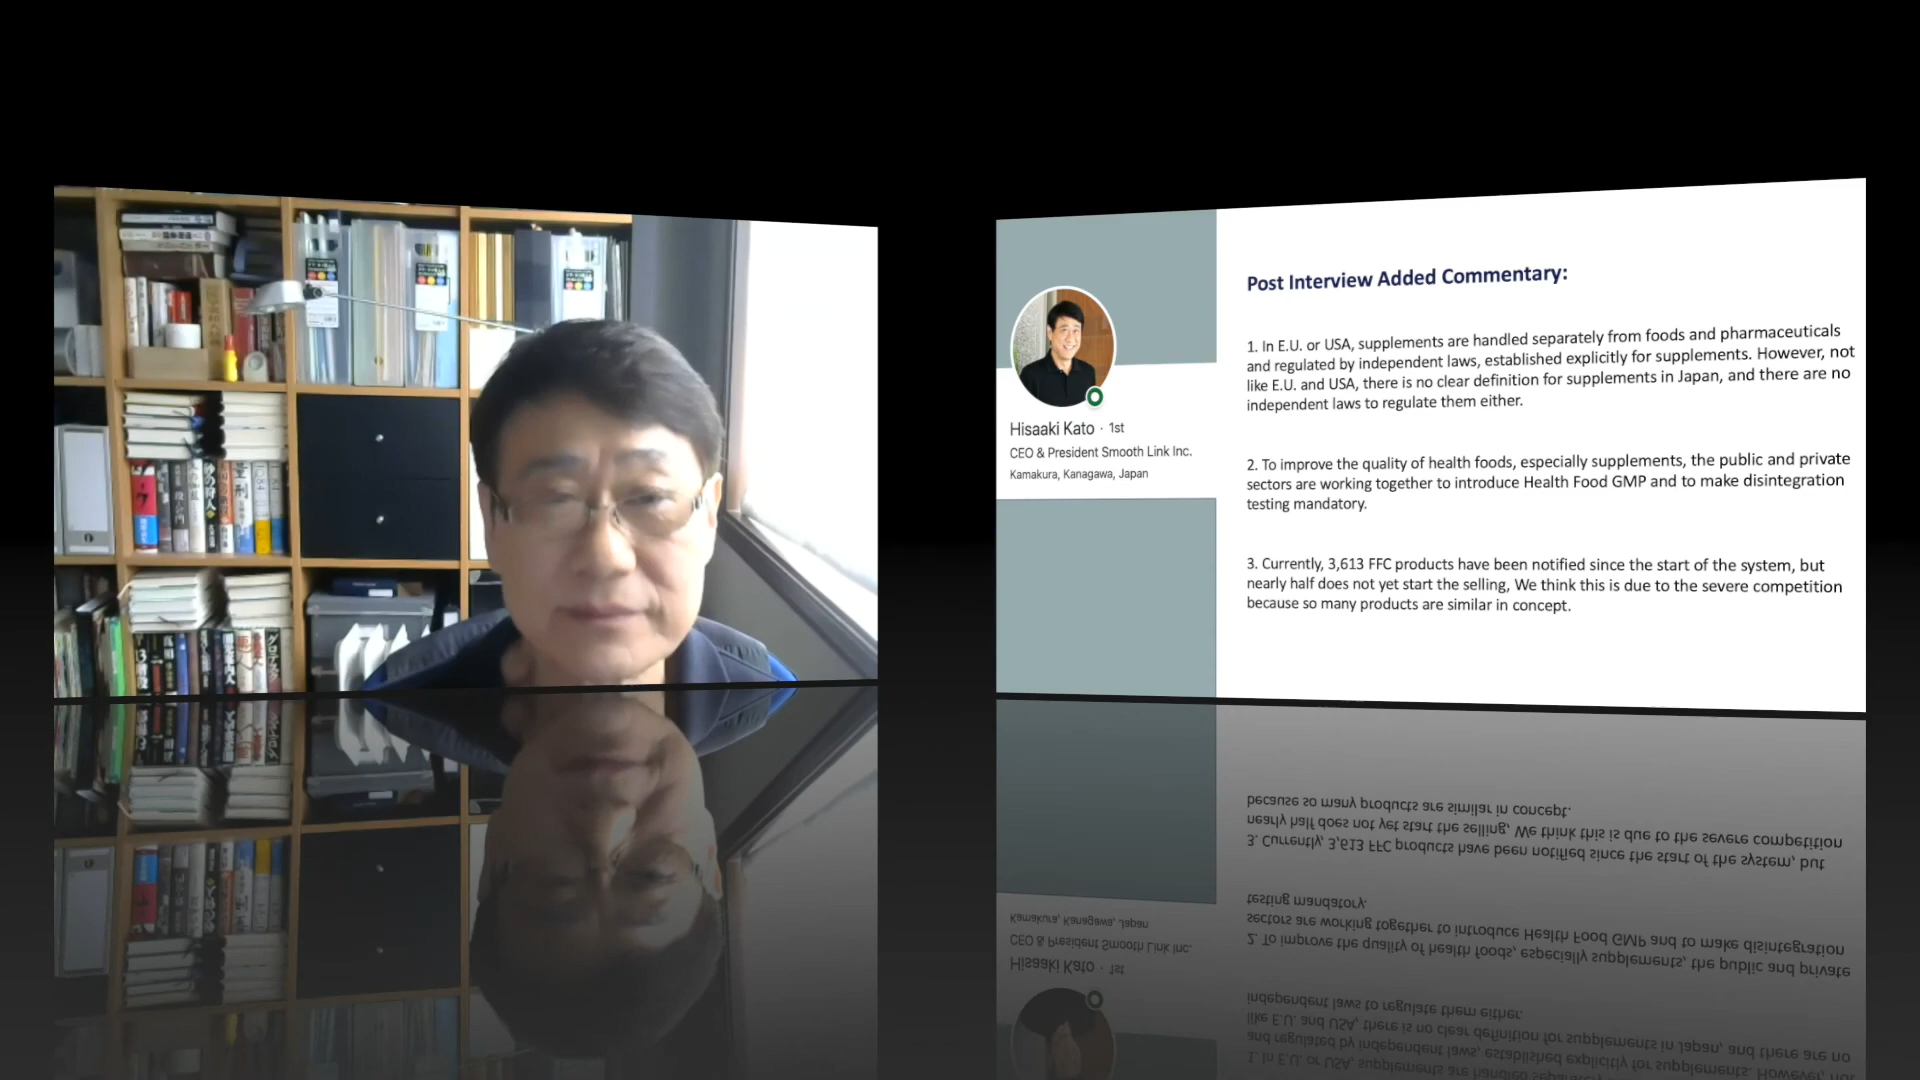 Post Interview Added Commentary:
1. In E.U. or USA, supplements are handled separately from foods and pharmaceuticals
and regulated by independent laws, established explicitly for supplements. However, not
like E.U. and USA, there is no clear definition for supplements in Japan, and there are no
independent laws to regulate them either.
2. To improve the quality of health foods, especially supplements, the public and private
sectors are working together to introduce Health Food GMP and to make disintegration
testing mandatory.
3. Currently, 3,613 FFC products have been notified since the start of the system, but
nearly half does not yet start the selling, We think this is due to the severe competition
because so many products are similar in concept.
Hisaaki Kato · 1st
CEO & President Smooth Link Inc.
Kamakura, Kanagawa, Japan
グロテスク